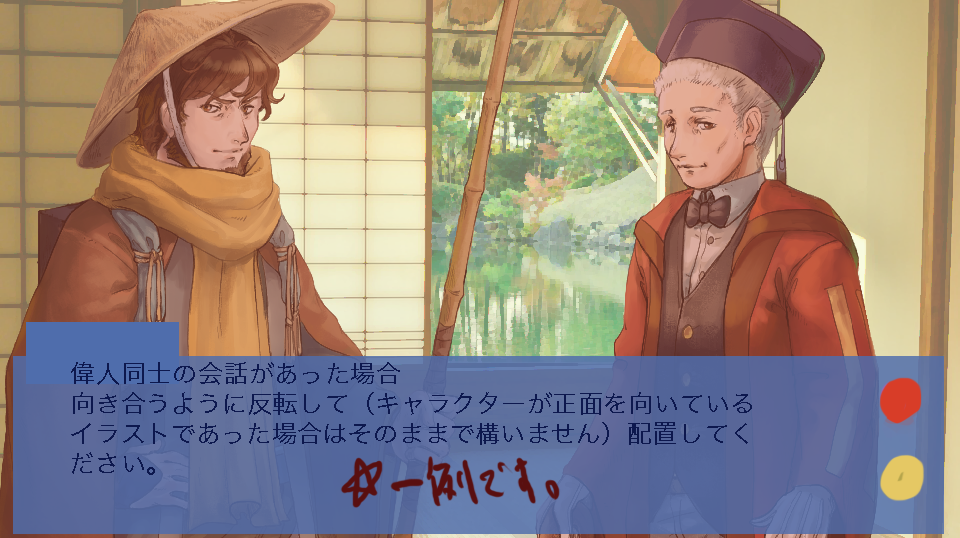 偉人同士の会話があった場合
向き合うように反転して（キャラクターが正面を向いている
イラストであった場合はそのままで構いません）配置してく
ださい。
☆一例です。